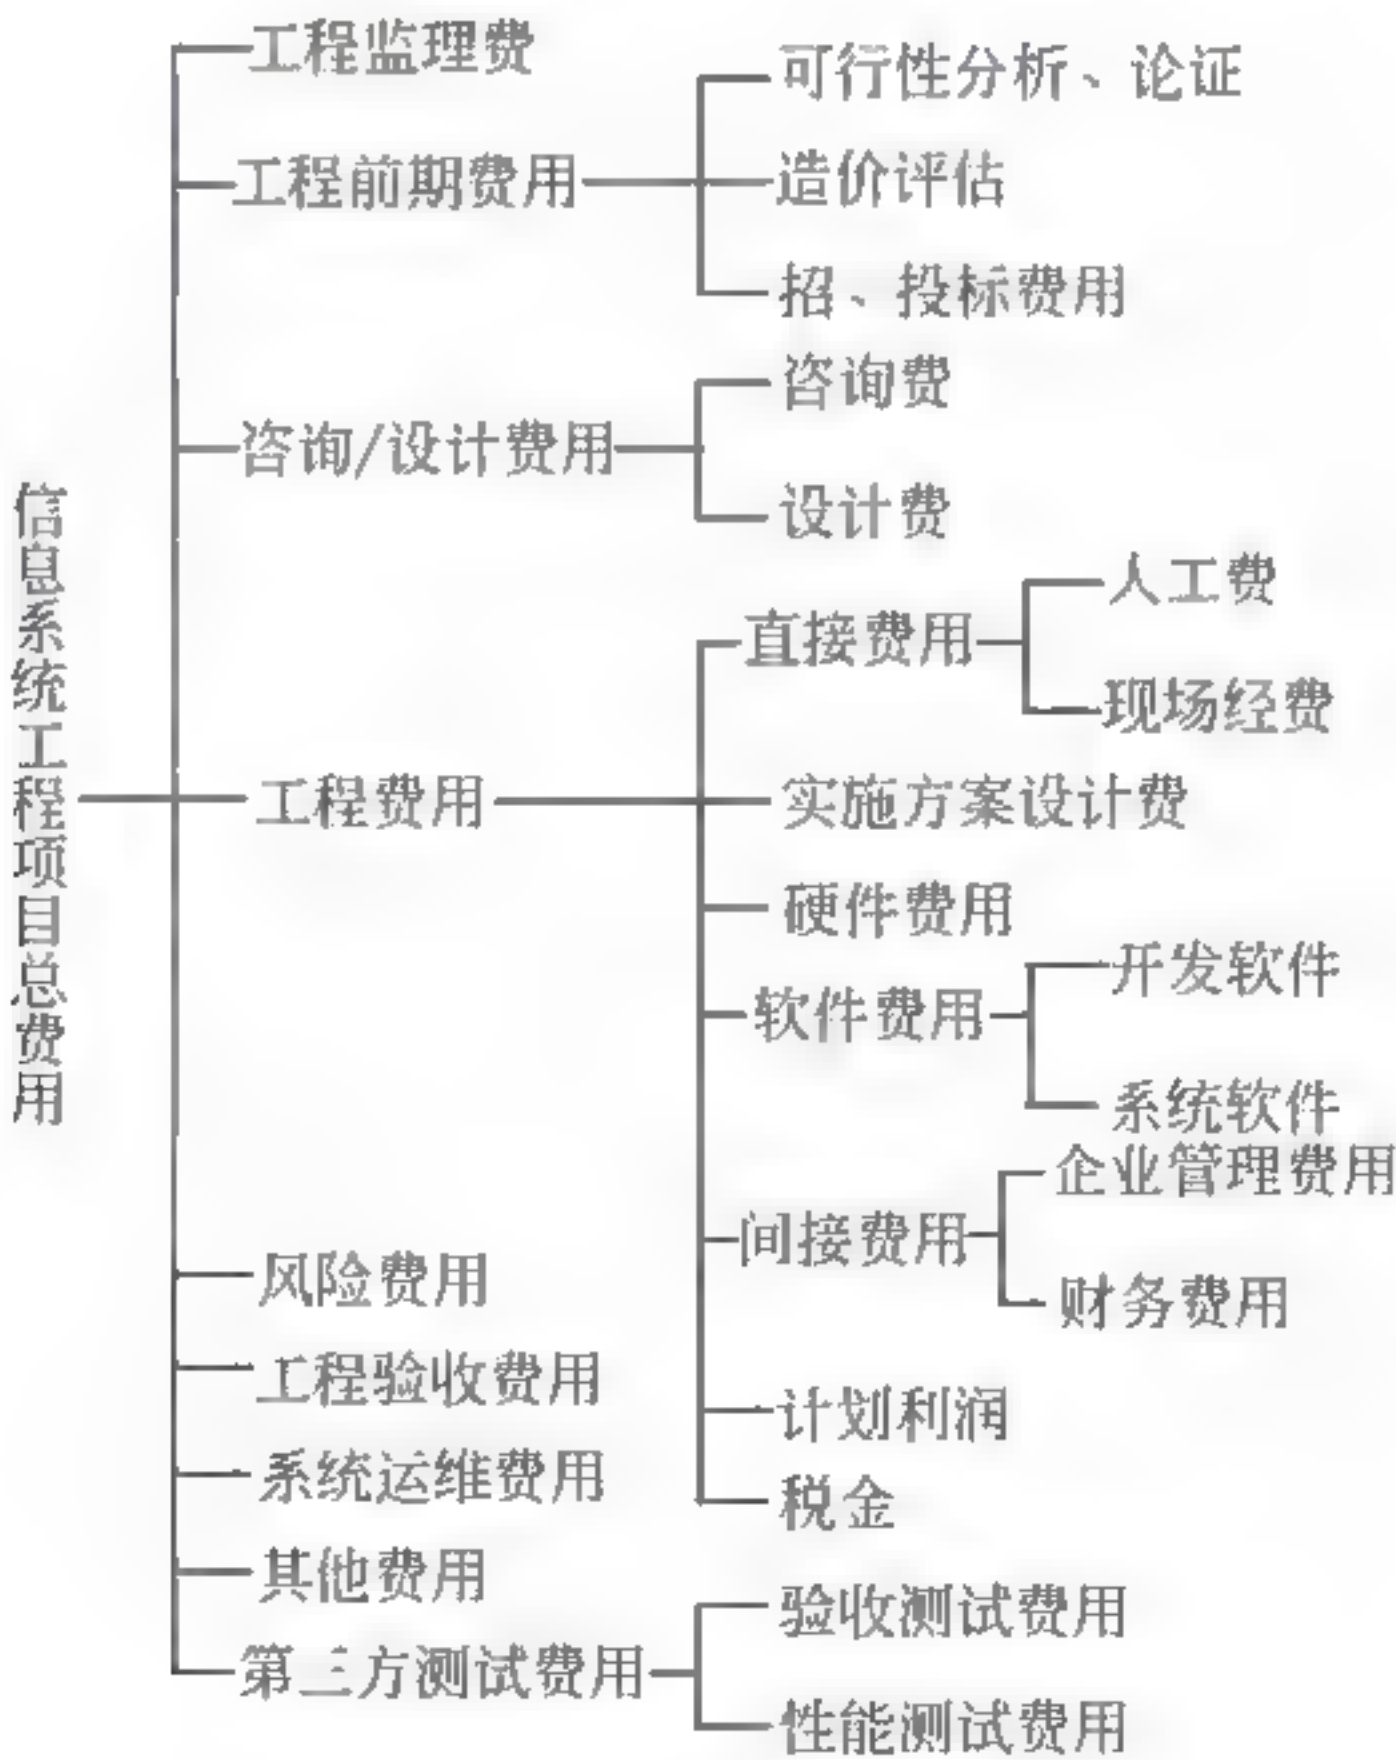 信息系统工程项目总费用
工程监理费
工程前期费用
可行性分析、论证
造价评估
招、投标费用
咨询/设计费用
咨询费
设计费
工程费用
直接费用
人工费
现场经费
实施方案设计费
硬件费用
软件费用
开发软件
系统软件
间接费用
企业管理费用
财务费用
计划利润
税金
风险费用
工程验收费用
系统运维费用
其他费用
第三方测试费用
验收测试费用
性能测试费用